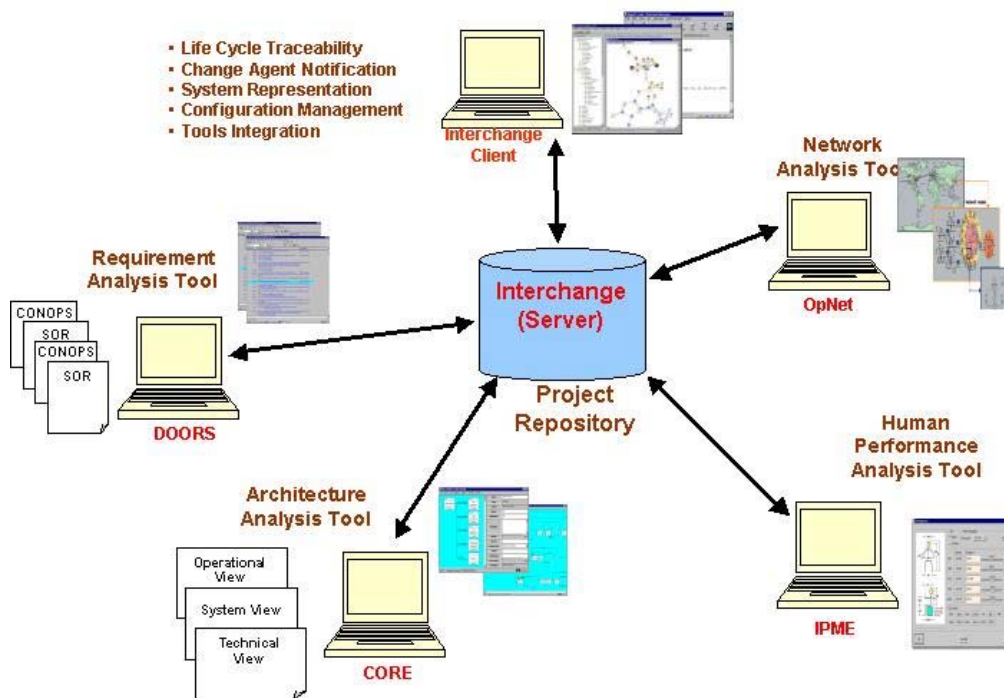 • Life Cycle Traceability
• Change Agent Notification
• System Representation
• Configuration Management
• Tools Integration
Interchange
Client
Network
Analysis Tool
OpNet
Requirement
Analysis Tool
CONOPS
SOR
CONOPS
SOR
DOORS
Interchange
(Server)
Project
Repository
Human
Performance
Analysis Tool
IPME
Architecture
Analysis Tool
Operational
View
System View
Technical
View
CORE